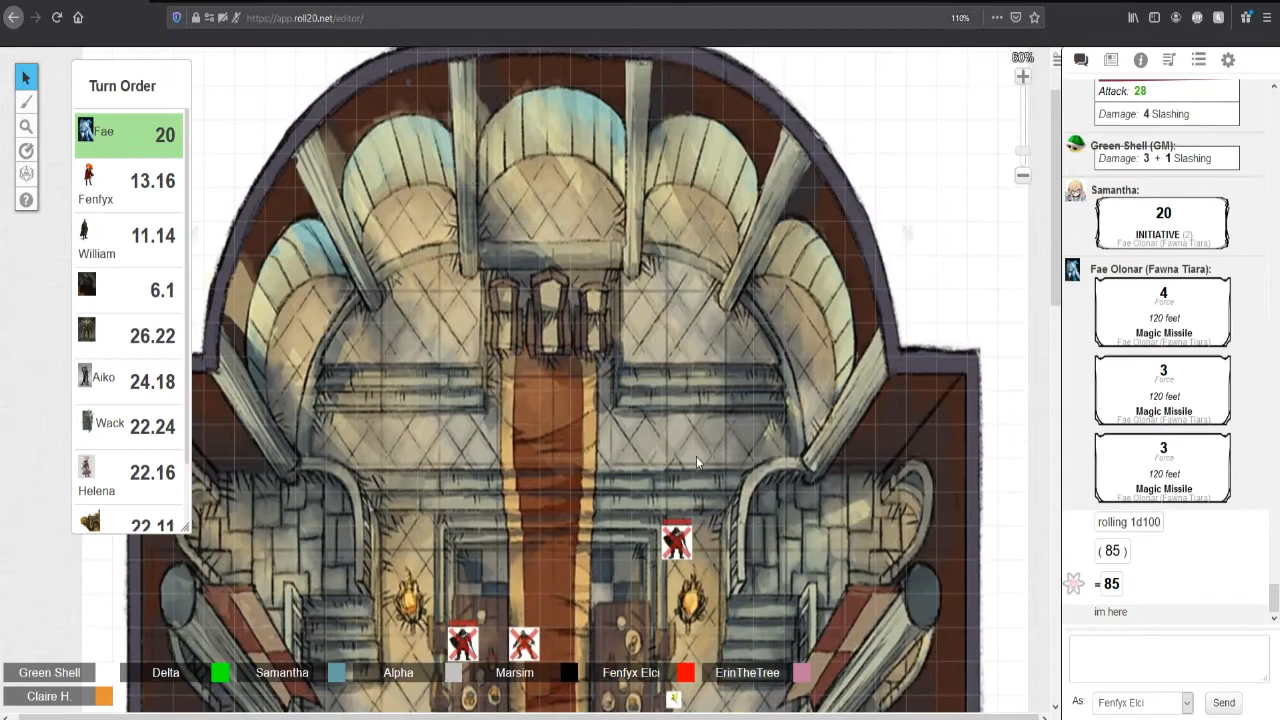 https://app.roll20.net/editor/
110%
60%
Turn Order
Fae 20
13.16
Fenfyx
11.14
William
6.1
26.22
Aiko 24.18
Wack 22.24
22.16
Helena
22.11
Attack: 28
Damage: 4 Slashing
Green Shell (GM):
Damage: 3 + 1 Slashing
Samantha:
20
INITIATIVE (2)
Fae Olonar (Fawna Tiara)
Fae Olonar (Fawna Tiara):
4
Force
120 feet
Magic Missile
Fae Olonar (Fawna Tiara)
3
Force
120 feet
Magic Missile
Fae Olonar (Fawna Tiara)
3
Force
120 feet
Magic Missile
Fae Olonar (Fawna Tiara)
rolling 1d100
( 85 )
= 85
im here
Green Shell
Delta
Samantha
Alpha
Marsim
Fenfyx Elci
ErinTheTree
Claire H.
As: Fenfyx Elci
Send